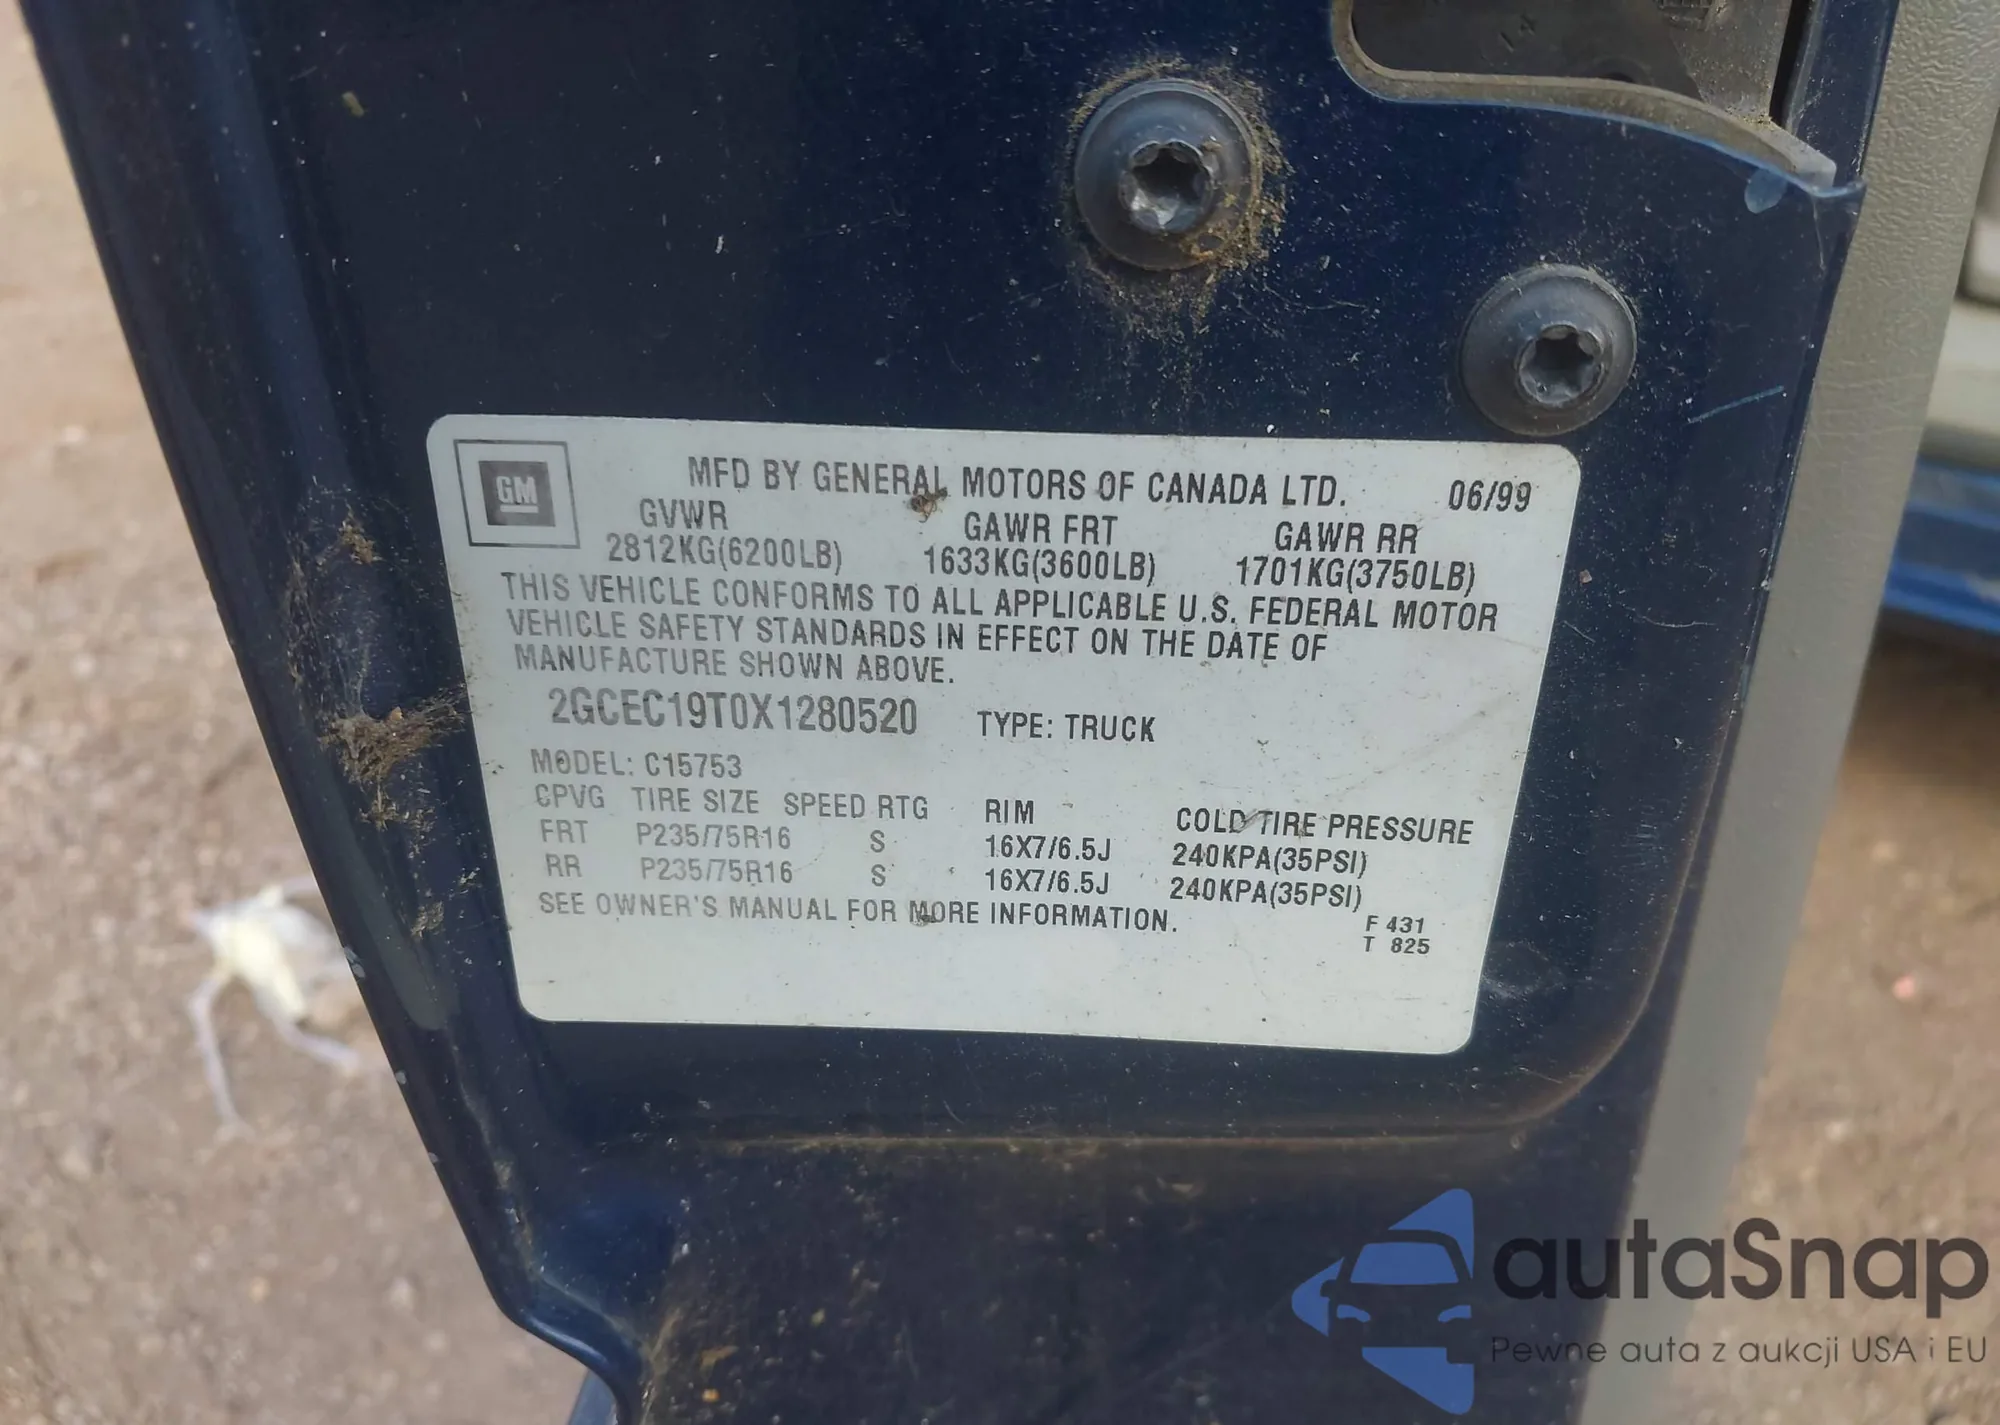 GM
MFD BY GENERAL MOTORS OF CANADA LTD. 06/99
GVWR GAWR FRT GAWR RR
2812KG(6200LB) 1633KG(3600LB) 1701KG(3750LB)
THIS VEHICLE CONFORMS TO ALL APPLICABLE U.S. FEDERAL MOTOR
VEHICLE SAFETY STANDARDS IN EFFECT ON THE DATE OF
MANUFACTURE SHOWN ABOVE.
2GCEC19T0X1280520 TYPE: TRUCK
MODEL: C15753
CPVG TIRE SIZE SPEED RTG RIM COLD TIRE PRESSURE
FRT P235/75R16 S 16X7/6.5J 240KPA(35PSI)
RR P235/75R16 S 16X7/6.5J 240KPA(35PSI)
SEE OWNER'S MANUAL FOR MORE INFORMATION.
F 431
T 825
autaSnap
Pewne auta z aukcji USA i EU